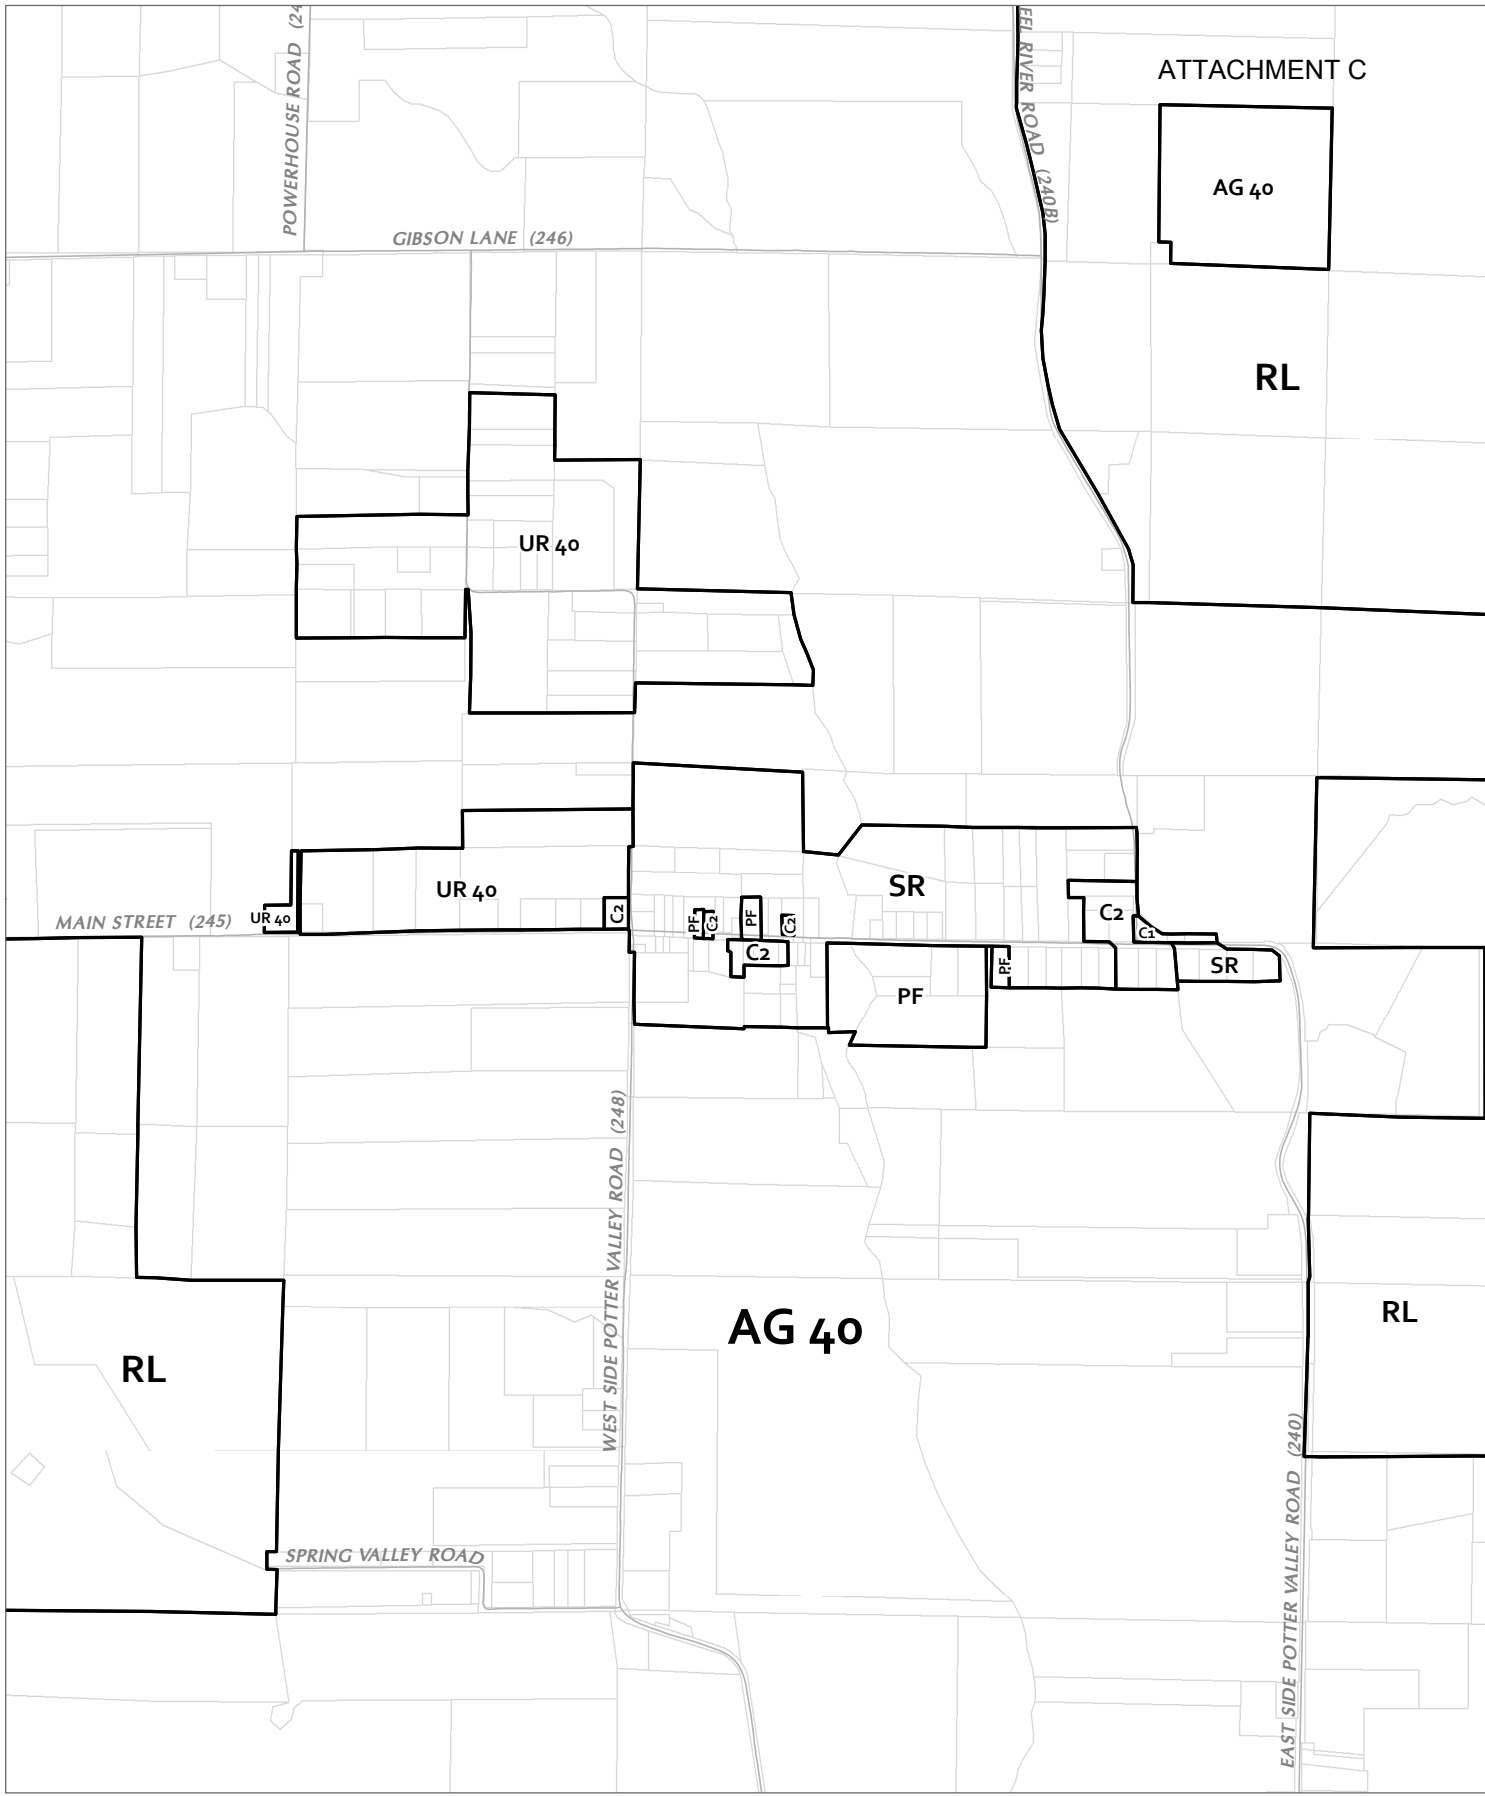 POWERHOUSE ROAD (24
EEL RIVER ROAD (240B)
ATTACHMENT C
AG 40
GIBSON LANE (246)
RL
UR 40
UR 40
SR
MAIN STREET (245)
UR 40
C2
PF
C2
PF
C2
C2
C2
C1
PF
PF
SR
WEST SIDE POTTER VALLEY ROAD (248)
AG 40
RL
RL
EAST SIDE POTTER VALLEY ROAD (240)
SPRING VALLEY ROAD